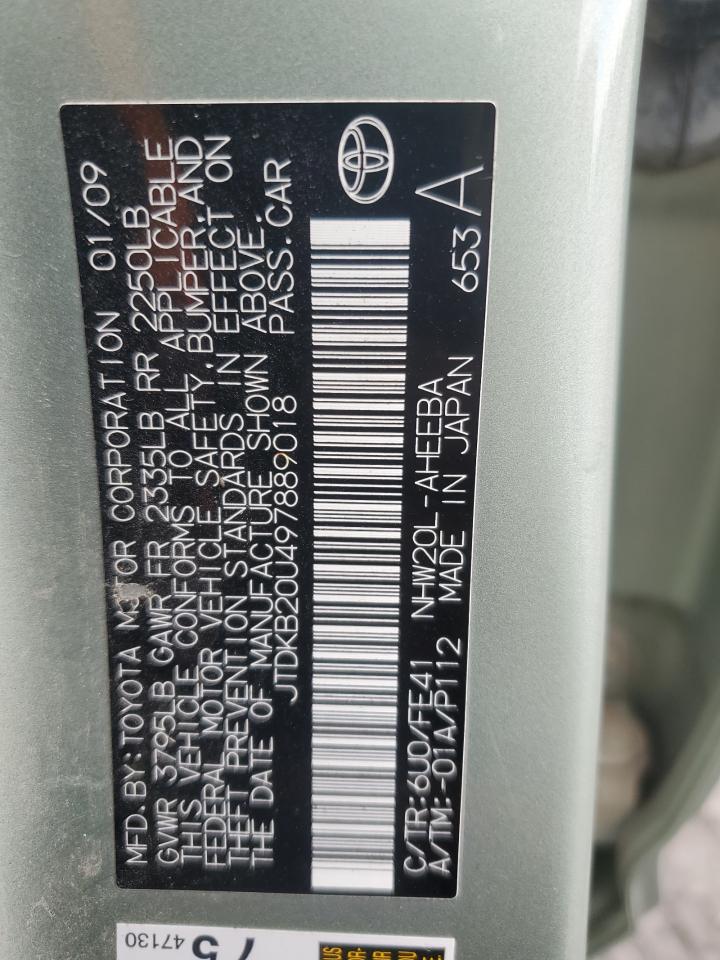 MFD. BY: TOYOTA MOTOR CORPORATION 01/09
GVWR 3795LB GAWR FR 2335LB RR 2250LB
THIS VEHICLE CONFORMS TO ALL APPLICABLE
FEDERAL MOTOR VEHICLE SAFETY, BUMPER, AND
THEFT PREVENTION STANDARDS IN EFFECT ON
THE DATE OF MANUFACTURE SHOWN ABOVE.
JTDKB20U497889018 PASS. CAR
C/TR: 6U0/FE41 NHW20L-AHEEBA 653 A
A/TM: -01A/P112 MADE IN JAPAN
75
47130